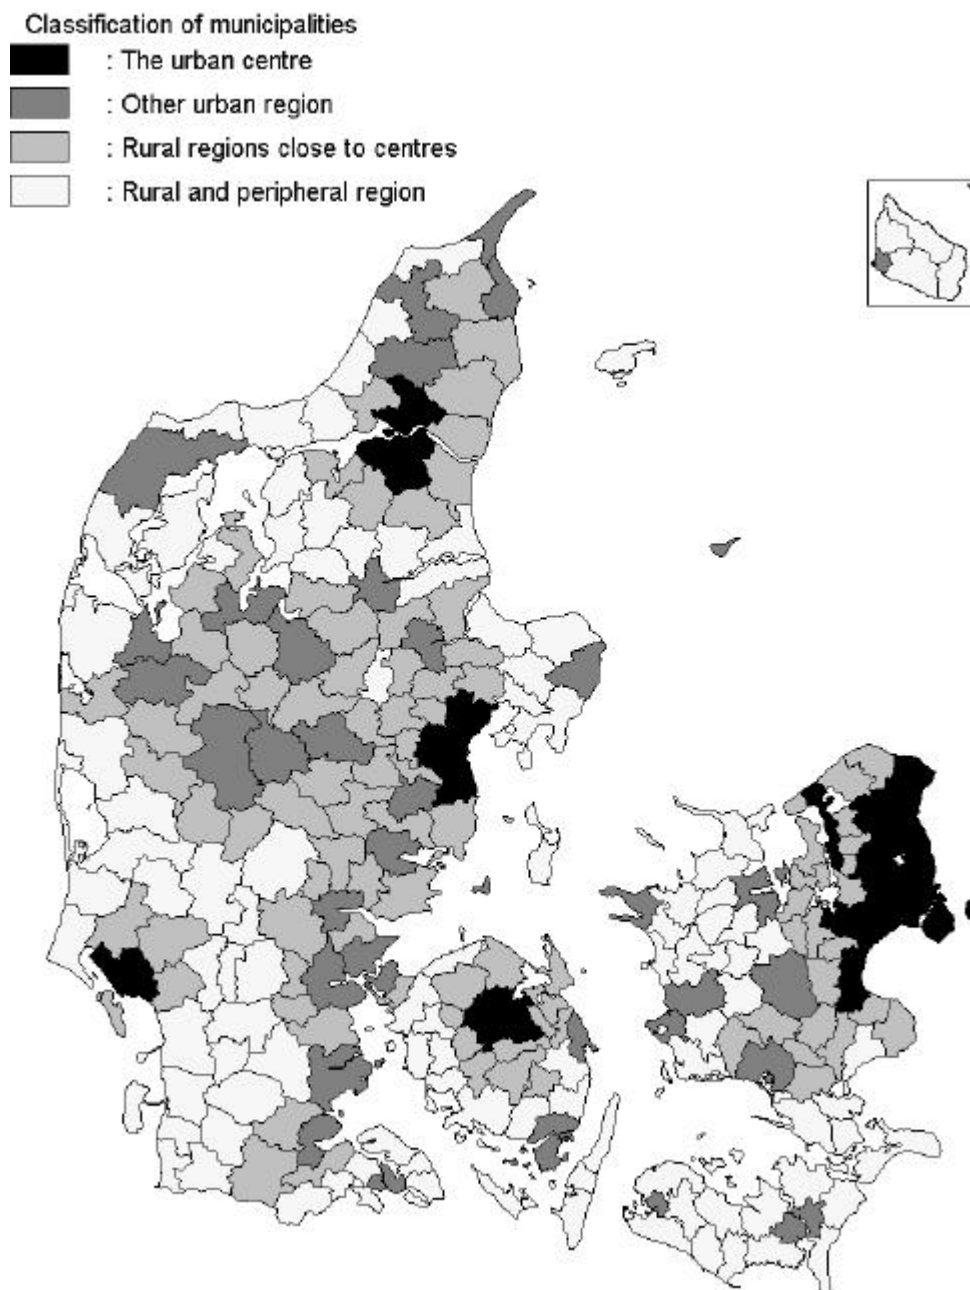 Classification of municipalities
: The urban centre
: Other urban region
: Rural regions close to centres
: Rural and peripheral region